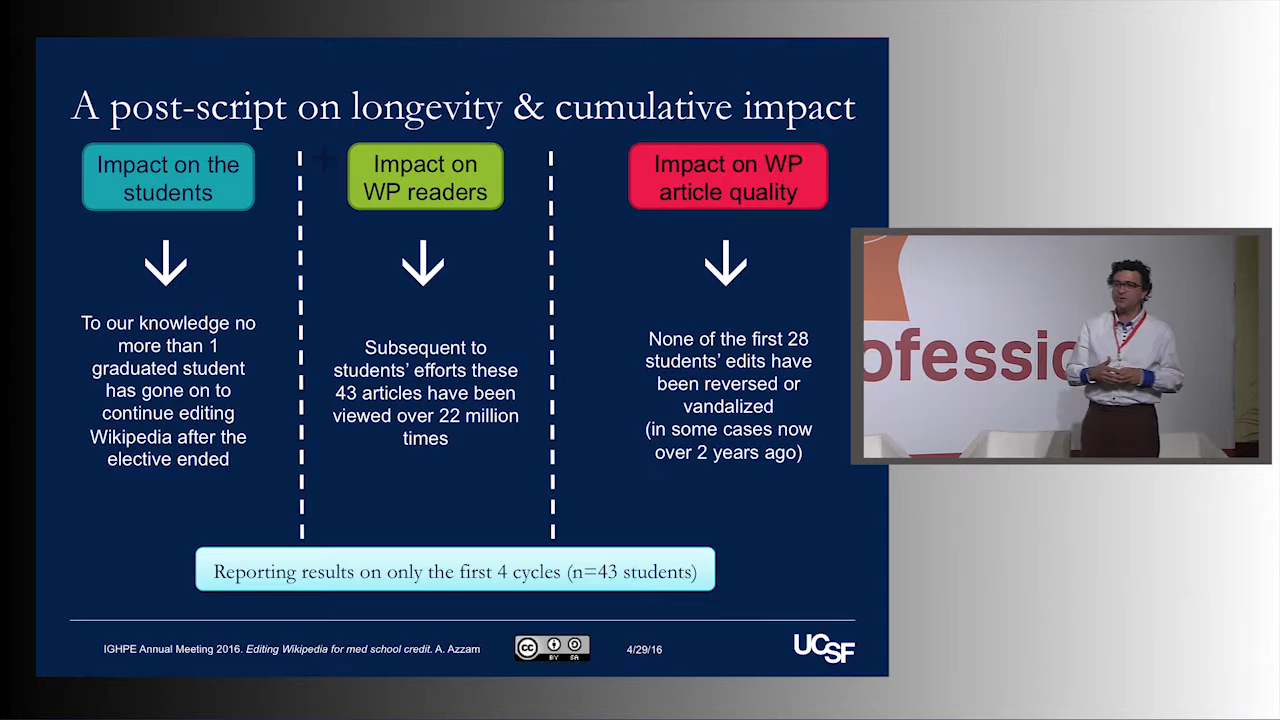 A post-script on longevity & cumulative impact
Impact on the
students
Impact on
WP readers
Impact on WP
article quality
To our knowledge no
more than 1
graduated student
has gone on to
continue editing
Wikipedia after the
elective ended
Subsequent to
students' efforts these
43 articles have been
viewed over 22 million
times
None of the first 28
students' edits have
been reversed or
vandalized
(in some cases now
over 2 years ago)
Reporting results on only the first 4 cycles (n=43 students)
IGHPE Annual Meeting 2016. Editing Wikipedia for med school credit. A. Azzam
cc
BY SA
4/29/16
UCSF
ofessio